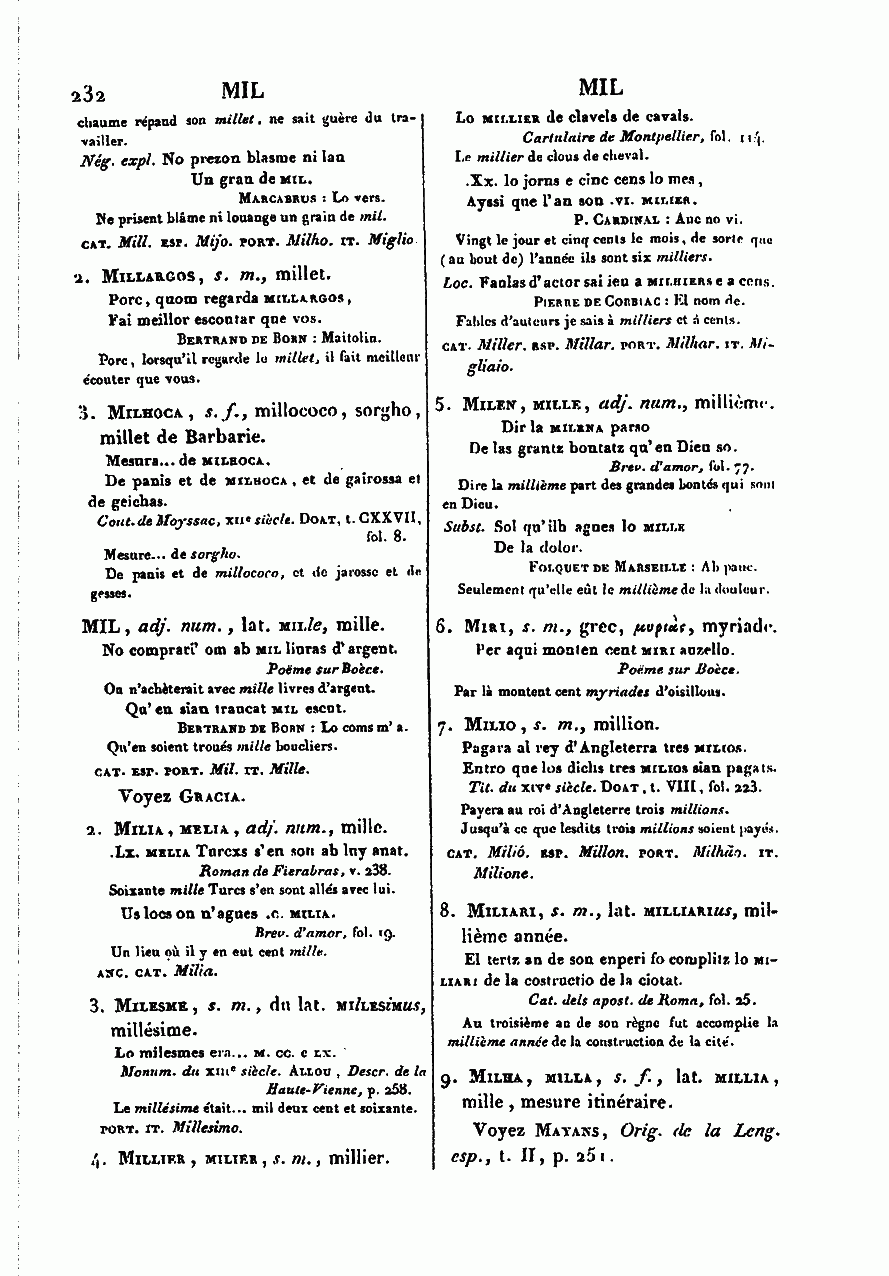 232 MIL
chaume répand son millet, ne sait guère du tra-
vailler.
Nég. expl. No prezon blasme ni lau
Un gran de MIL.
MARCABRUS : Lo vers.
Ne prisent blâme ni louange un grain de mil.
CAT. Mill. ESP. Mijo. PORT. Milho. IT. Miglio.
2. MILLARGOS, s. m., millet.
Porc, quom regarda MILLARGOS,
Fai meillor escoutar que vos.
BERTRAND DE BORN : Maitolin.
Porc, lorsqu'il regarde le millet, il fait meilleur
écouter que vous.
3. MILHOCA, s. f., millococo, sorgho,
millet de Barbarie.
Mesura... de MILHOCA.
De panis et de MILHOCA, et de gairossa et
de geichas.
Cout. de Moyssac, XIIe siècle. DOAT, t. CXXVII,
fol. 8.
Mesure... de sorgho.
De panis et de millococo, et de jarosse et de
gesses.
MIL, adj. num., lat. MILle, mille.
No comprari' om ab MIL liuras d'argent.
Poëme sur Boèce.
On n'achèterait avec mille livres d'argent.
Qu'en sian trancat MIL escut.
BERTRAND DE BORN : Lo coms m'a.
Qu'en soient troués mille boucliers.
CAT. ESP. PORT. Mil. IT. Mille.
Voyez GRACIA.
2. MILIA, MELIA, adj. num., mille.
.LX. MELIA Turcxs s'en son ab luy anat.
Roman de Fierabras, v. 238.
Soixante mille Turcs s'en sont allés avec lui.
Us locs on n'agues .C. MILIA.
Brev. d'amor, fol. 19.
Un lieu où il y en eut cent mille.
ANC. CAT. Milia.
3. MILESME, s. m., du lat. MILLESiMUS,
millésime.
Lo milesmes era... M. CC. e LX.
Monum. du XIIIe siècle. ALLOU, Descr. de la
Haute-Vienne, p. 258.
Le millésime était... mil deux cent et soixante.
PORT. IT. Millesimo.
4. MILLIER, MILIER, s. m., millier.
MIL
Lo MILLIER de clavels de cavals.
Cartulaire de Montpellier, fol. 114.
Le millier de clous de cheval.
.XX. lo jorns e cinc cens lo mes,
Ayssi que l'an son .VI. MILIER.
P. CARDINAL : Anc no vi.
Vingt le jour et cinq cents le mois, de sorte que
(au bout de) l'année ils sont six milliers.
Loc. Faulas d'actor sai ieu a MILHIERS e a cens.
PIERRE DE CORBIAC : El nom de.
Fables d'auteurs je sais à milliers et à cents.
CAT. Miller. ESP. Millar. PORT. Milhar. IT. Mi-
gliaio.
5. MILEN, MILLE, adj. num., millième.
Dir la MILENA parso
De las grantz bontatz qu'en Dieu so.
Brev. d'amor, fol. 77.
Dire la millième part des grandes bontés qui sont
en Dieu.
Subst. Sol qu'ilh agues lo MILLE
De la dolor.
FOLQUET DE MARSEILLE : Ab pauc.
Seulement qu'elle eût le millième de la douleur.
6. MIRI, s. m., grec, μυριὰς, myriade.
Per aqui monten cent MIRI auzello.
Poëme sur Boèce.
Par là montent cent myriades d'oisillons.
7. MILIO, s. m., million.
Pagara al rey d'Angleterra tres MILIOS.
Entro que los dichs tres MILIOS sian pagats.
Tit. du XIVe siècle. DOAT, t. VIII, fol. 223.
Payera au roi d'Angleterre trois millions.
Jusqu'à ce que lesdits trois millions soient payés.
CAT. Milió. ESP. Millon. PORT. Milhão. IT.
Milione.
8. MILIARI, s. m., lat. MILLIARIus, mil-
lième année.
El tertz an de son enperi fo complitz lo MI-
LIARI de la costructio de la ciotat.
Cat. dels apost. de Roma, fol. 25.
Au troisième an de son règne fut accomplie la
millième année de la construction de la cité.
9. MILHA, MILLA, s. f., lat. MILLIA,
mille, mesure itinéraire.
Voyez MAYANS, Orig. de la Leng.
esp., t. II, p. 251.